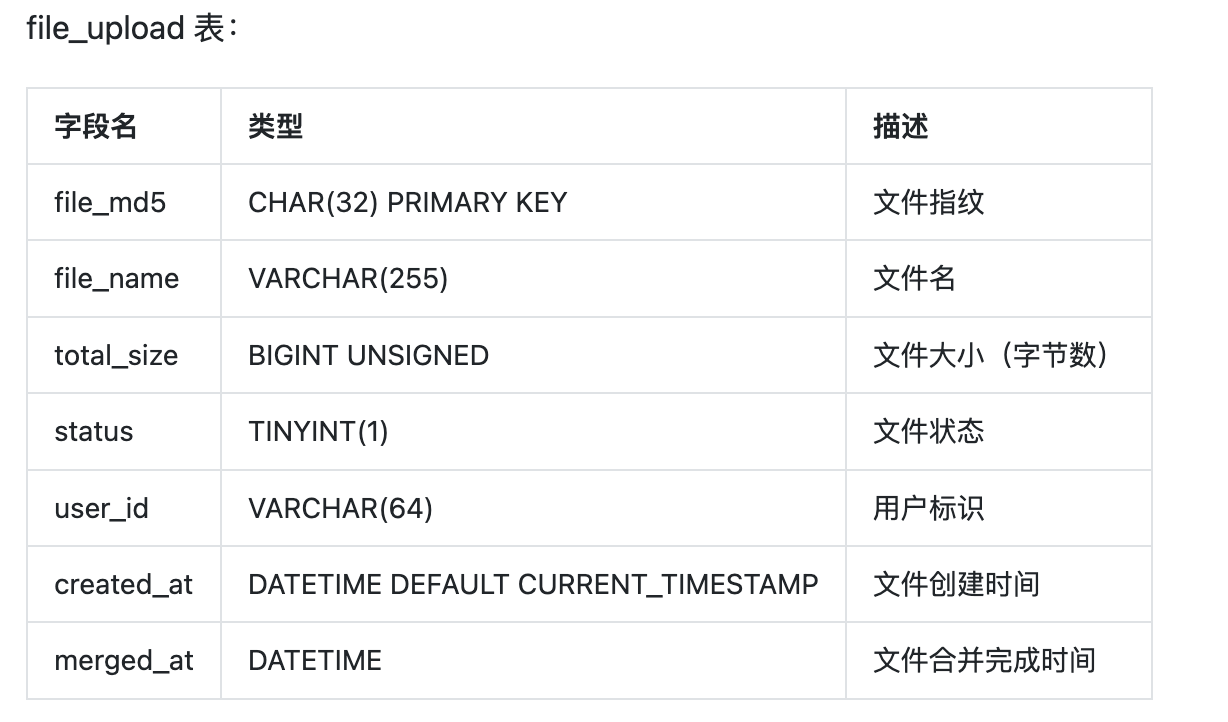 file_upload 表：
字段名 类型 描述
file_md5 CHAR(32) PRIMARY KEY 文件指纹
file_name VARCHAR(255) 文件名
total_size BIGINT UNSIGNED 文件大小（字节数）
status TINYINT(1) 文件状态
user_id VARCHAR(64) 用户标识
created_at DATETIME DEFAULT CURRENT_TIMESTAMP 文件创建时间
merged_at DATETIME 文件合并完成时间